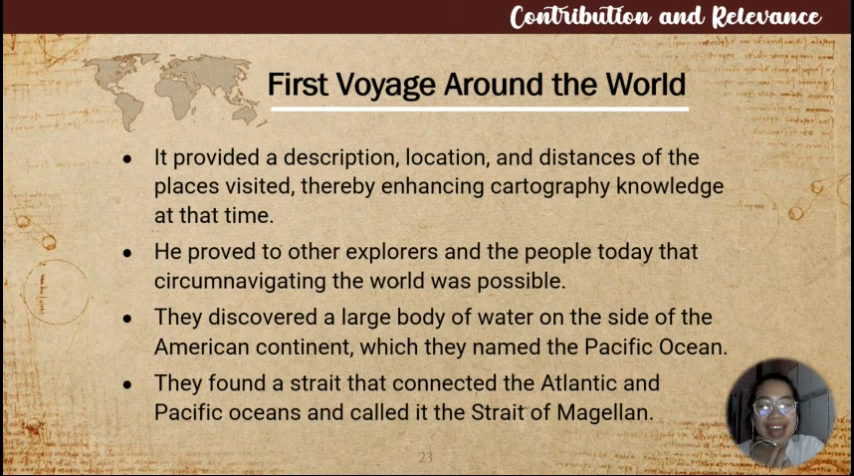 Contribution and Relevance
First Voyage Around the World
• It provided a description, location, and distances of the
places visited, thereby enhancing cartography knowledge
at that time.
• He proved to other explorers and the people today that
circumnavigating the world was possible.
• They discovered a large body of water on the side of the
American continent, which they named the Pacific Ocean.
• They found a strait that connected the Atlantic and
Pacific oceans and called it the Strait of Magellan.
23